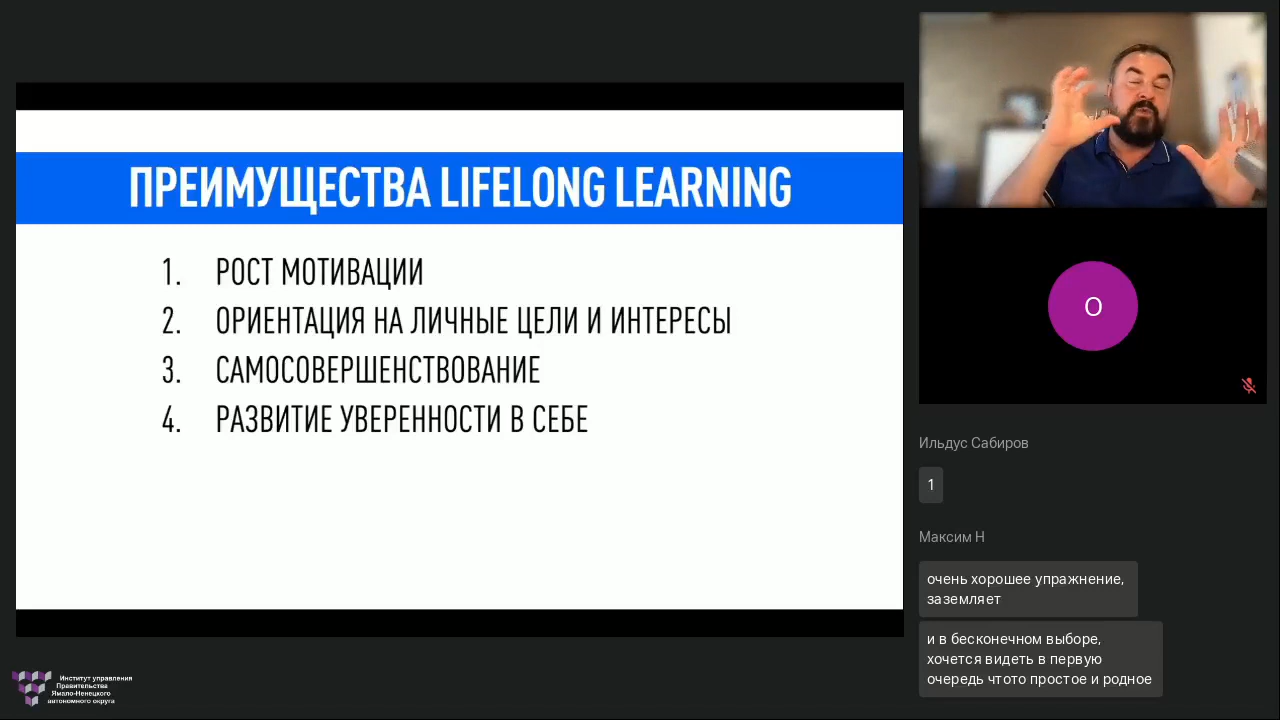 ПРЕИМУЩЕСТВА LIFELONG LEARNING
1. РОСТ МОТИВАЦИИ
2. ОРИЕНТАЦИЯ НА ЛИЧНЫЕ ЦЕЛИ И ИНТЕРЕСЫ
3. САМОСОВЕРШЕНСТВОВАНИЕ
4. РАЗВИТИЕ УВЕРЕННОСТИ В СЕБЕ
О
Ильдус Сабиров
1
Максим Н
очень хорошее упражнение,
заземляет
и в бесконечном выборе,
хочется видеть в первую
очередь чтото простое и родное
Институт управления
Правительства
Ямало-Ненецкого
автономного округа